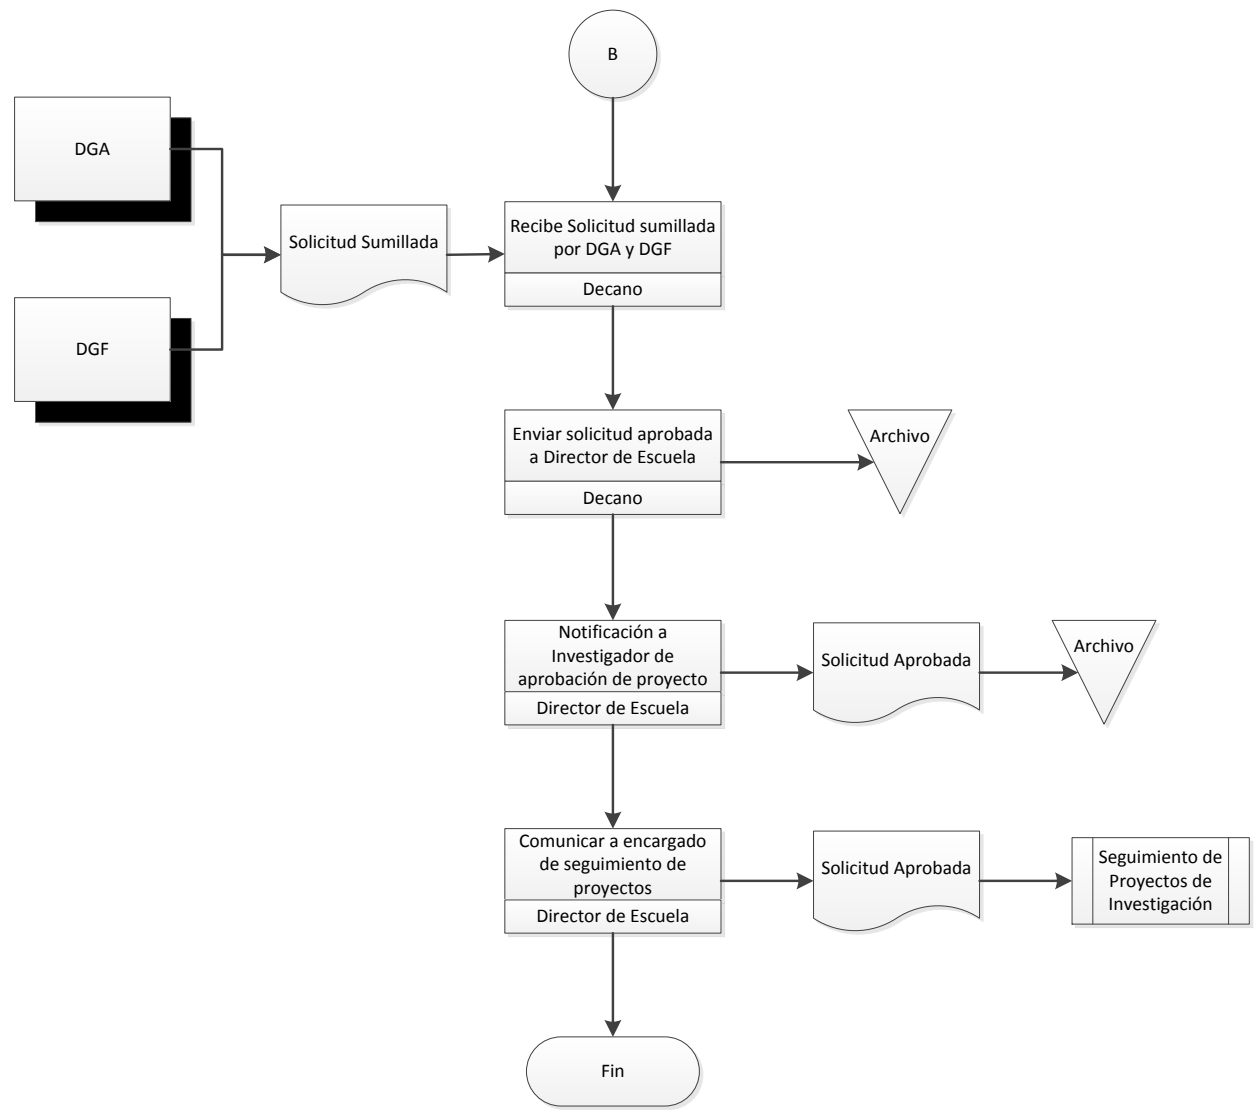 B
DGA
DGF
Solicitud Sumillada
Recibe Solicitud sumillada
por DGA y DGF
Decano
Enviar solicitud aprobada
a Director de Escuela
Decano
Archivo
Notificación a
Investigador de
aprobación de proyecto
Director de Escuela
Solicitud Aprobada
Archivo
Comunicar a encargado
de seguimiento de
proyectos
Director de Escuela
Solicitud Aprobada
Seguimiento de
Proyectos de
Investigación
Fin